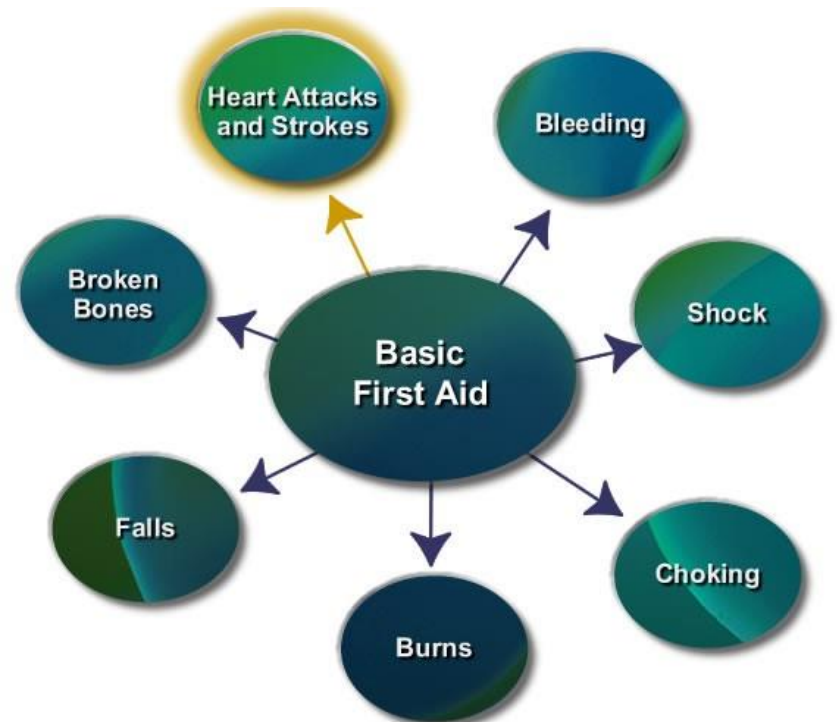 Heart Attacks
and Strokes
Bleeding
Broken
Bones
Shock
Basic
First Aid
Falls
Choking
Burns